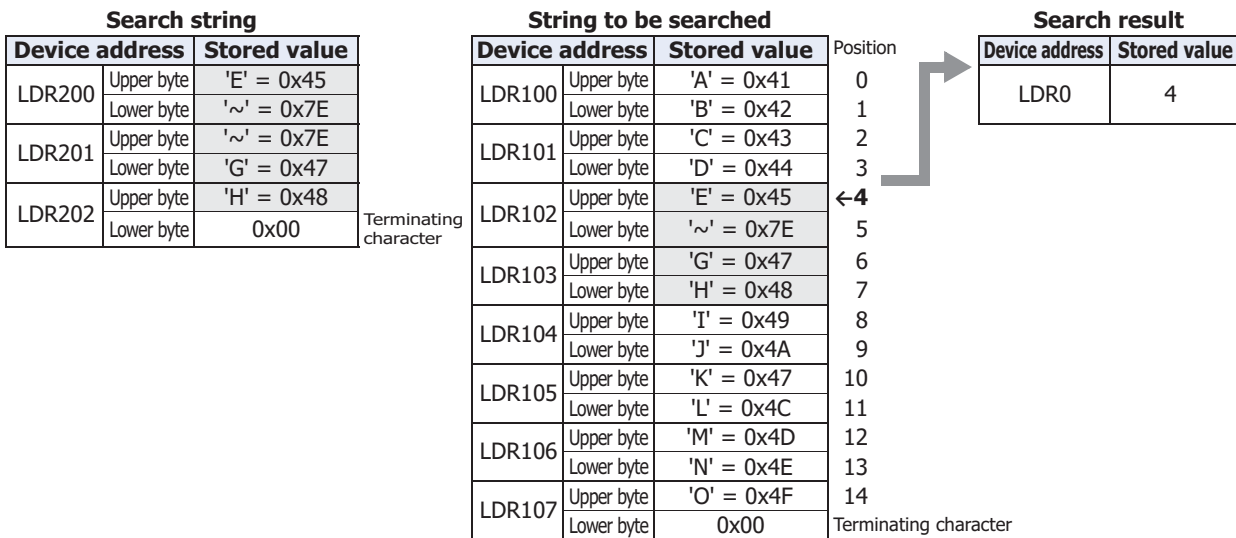 Search string
Device address Stored value
LDR200 Upper byte 'E' = 0x45
Lower byte '~' = 0x7E
LDR201 Upper byte '~' = 0x7E
Lower byte 'G' = 0x47
LDR202 Upper byte 'H' = 0x48
Lower byte 0x00
Terminating
character
String to be searched
Device address Stored value Position
LDR100 Upper byte 'A' = 0x41 0
Lower byte 'B' = 0x42 1
LDR101 Upper byte 'C' = 0x43 2
Lower byte 'D' = 0x44 3
LDR102 Upper byte 'E' = 0x45 ←4
Lower byte '~' = 0x7E 5
LDR103 Upper byte 'G' = 0x47 6
Lower byte 'H' = 0x48 7
LDR104 Upper byte 'I' = 0x49 8
Lower byte 'J' = 0x4A 9
LDR105 Upper byte 'K' = 0x47 10
Lower byte 'L' = 0x4C 11
LDR106 Upper byte 'M' = 0x4D 12
Lower byte 'N' = 0x4E 13
LDR107 Upper byte 'O' = 0x4F 14
Lower byte 0x00 Terminating character
Search result
Device address Stored value
LDR0 4